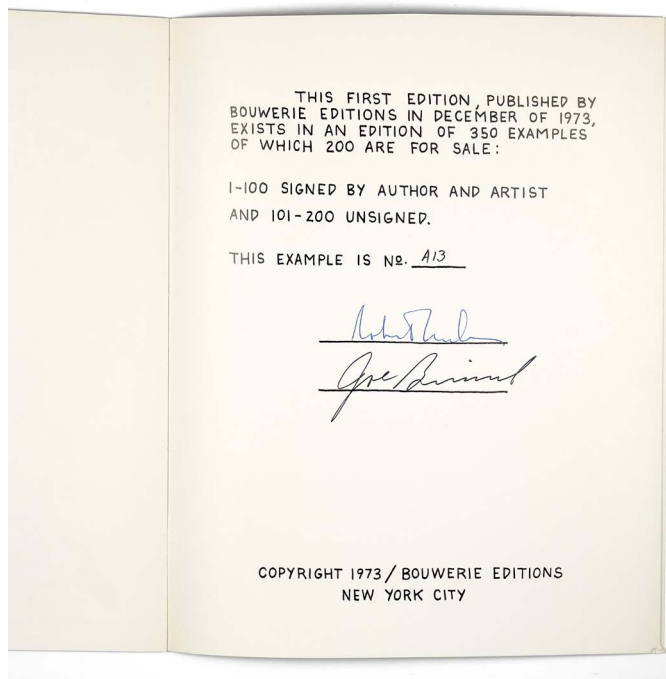 THIS FIRST EDITION, PUBLISHED BY
BOUWERIE EDITIONS IN DECEMBER OF 1973,
EXISTS IN AN EDITION OF 350 EXAMPLES
OF WHICH 200 ARE FOR SALE:
1-100 SIGNED BY AUTHOR AND ARTIST
AND 101-200 UNSIGNED.
THIS EXAMPLE IS Nº. A13
Joe
COPYRIGHT 1973/BOUWERIE EDITIONS
NEW YORK CITY